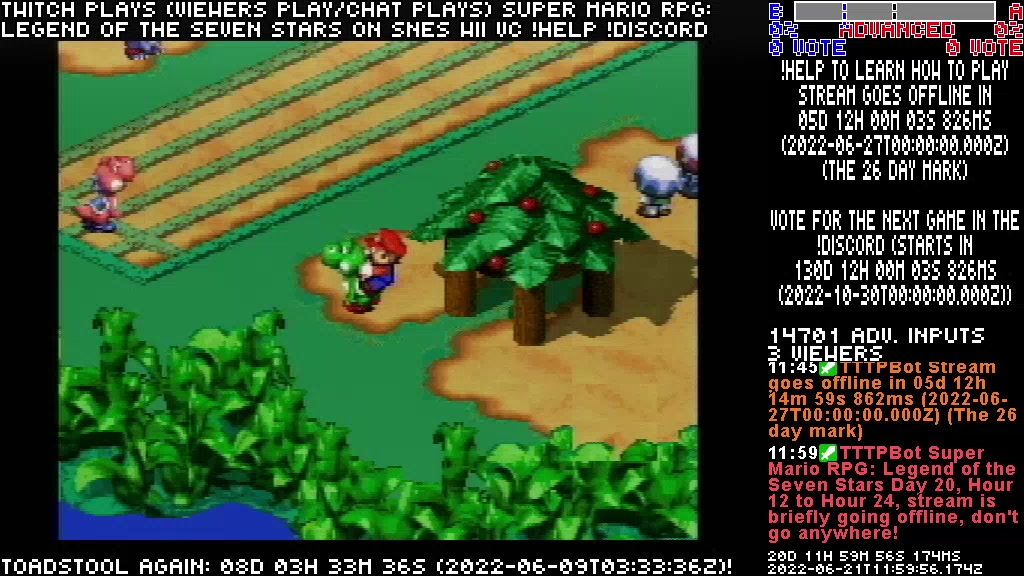 TWITCH PLAYS (VIEWERS PLAY/CHAT PLAYS) SUPER MARIO RPG:
LEGEND OF THE SEVEN STARS ON SNES WII VC !HELP !DISCORD
B A
0% ADVANCED 0%
0 VOTE 0 VOTE
!HELP TO LEARN HOW TO PLAY
STREAM GOES OFFLINE IN
05D 12H 00M 03S 826MS
(2022-06-27T00:00:00.000Z)
(THE 26 DAY MARK)
VOTE FOR THE NEXT GAME IN THE
!DISCORD (STARTS IN
130D 12H 00M 03S 826MS
(2022-10-30T00:00:00.000Z))
14701 ADV. INPUTS
3 VIEWERS
11:45 TTTPBot Stream
goes offline in 05d 12h
14m 59s 862ms (2022-06-
27T00:00:00.000Z) (The 26
day mark)
11:59 TTTPBot Super
Mario RPG: Legend of the
Seven Stars Day 20, Hour
12 to Hour 24, stream is
briefly going offline, don't
go anywhere!
20D 11H 59M 56S 174MS
2022-06-21T11:59:56.174Z
TOADSTOOL AGAIN: 08D 03H 33M 36S (2022-06-09T03:33:36Z)!